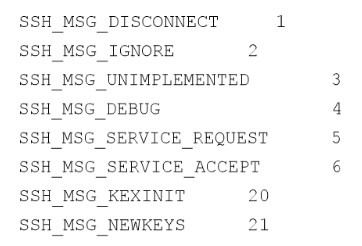 SSH_MSG_DISCONNECT 1
SSH_MSG_IGNORE 2
SSH_MSG_UNIMPLEMENTED 3
SSH_MSG_DEBUG 4
SSH_MSG_SERVICE_REQUEST 5
SSH_MSG_SERVICE_ACCEPT 6
SSH_MSG_KEXINIT 20
SSH_MSG_NEWKEYS 21